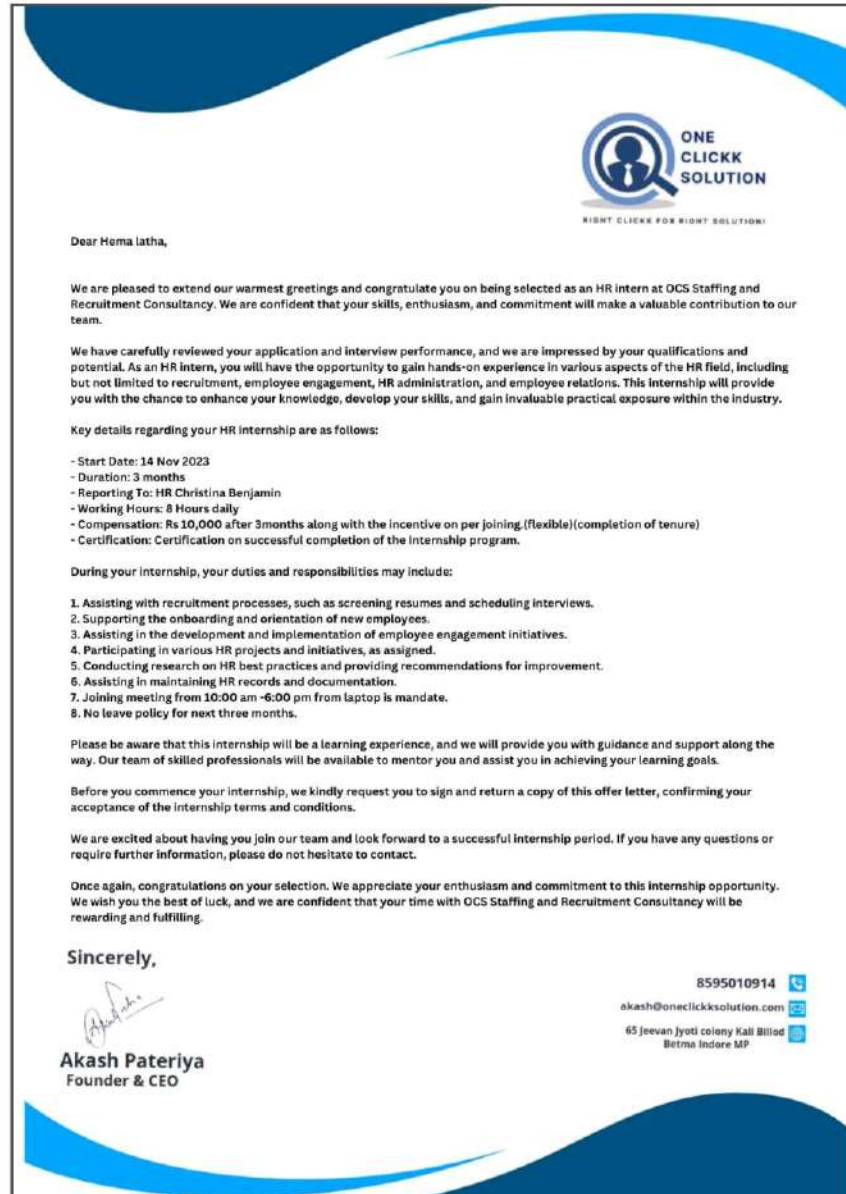 ONE
CLICKK
SOLUTION
RIGHT CLICKK FOR RIGHT SOLUTION!
Dear Hema latha,
We are pleased to extend our warmest greetings and congratulate you on being selected as an HR intern at OCS Staffing and
Recruitment Consultancy. We are confident that your skills, enthusiasm, and commitment will make a valuable contribution to our
team.
We have carefully reviewed your application and interview performance, and we are impressed by your qualifications and
potential. As an HR intern, you will have the opportunity to gain hands-on experience in various aspects of the HR field, including
but not limited to recruitment, employee engagement, HR administration, and employee relations. This internship will provide
you with the chance to enhance your knowledge, develop your skills, and gain invaluable practical exposure within the industry.
Key details regarding your HR internship are as follows:
- Start Date: 14 Nov 2023
- Duration: 3 months
- Reporting To: HR Christina Benjamin
- Working Hours: 8 Hours daily
- Compensation: Rs 10,000 after 3months along with the incentive on per joining.(flexible)(completion of tenure)
- Certification: Certification on successful completion of the Internship program.
During your internship, your duties and responsibilities may include:
1. Assisting with recruitment processes, such as screening resumes and scheduling interviews.
2. Supporting the onboarding and orientation of new employees.
3. Assisting in the development and implementation of employee engagement initiatives.
4. Participating in various HR projects and initiatives, as assigned.
5. Conducting research on HR best practices and providing recommendations for improvement.
6. Assisting in maintaining HR records and documentation.
7. Joining meeting from 10:00 am -6:00 pm from laptop is mandate.
8. No leave policy for next three months.
Please be aware that this internship will be a learning experience, and we will provide you with guidance and support along the
way. Our team of skilled professionals will be available to mentor you and assist you in achieving your learning goals.
Before you commence your internship, we kindly request you to sign and return a copy of this offer letter, confirming your
acceptance of the internship terms and conditions.
We are excited about having you join our team and look forward to a successful internship period. If you have any questions or
require further information, please do not hesitate to contact.
Once again, congratulations on your selection. We appreciate your enthusiasm and commitment to this internship opportunity.
We wish you the best of luck, and we are confident that your time with OCS Staffing and Recruitment Consultancy will be
rewarding and fulfilling.
Sincerely,
Akash Pateriya
Founder & CEO
8595010914
akash@oneclickksolution.com
65 Jeevan Jyoti colony Kali Billod
Betma Indore MP